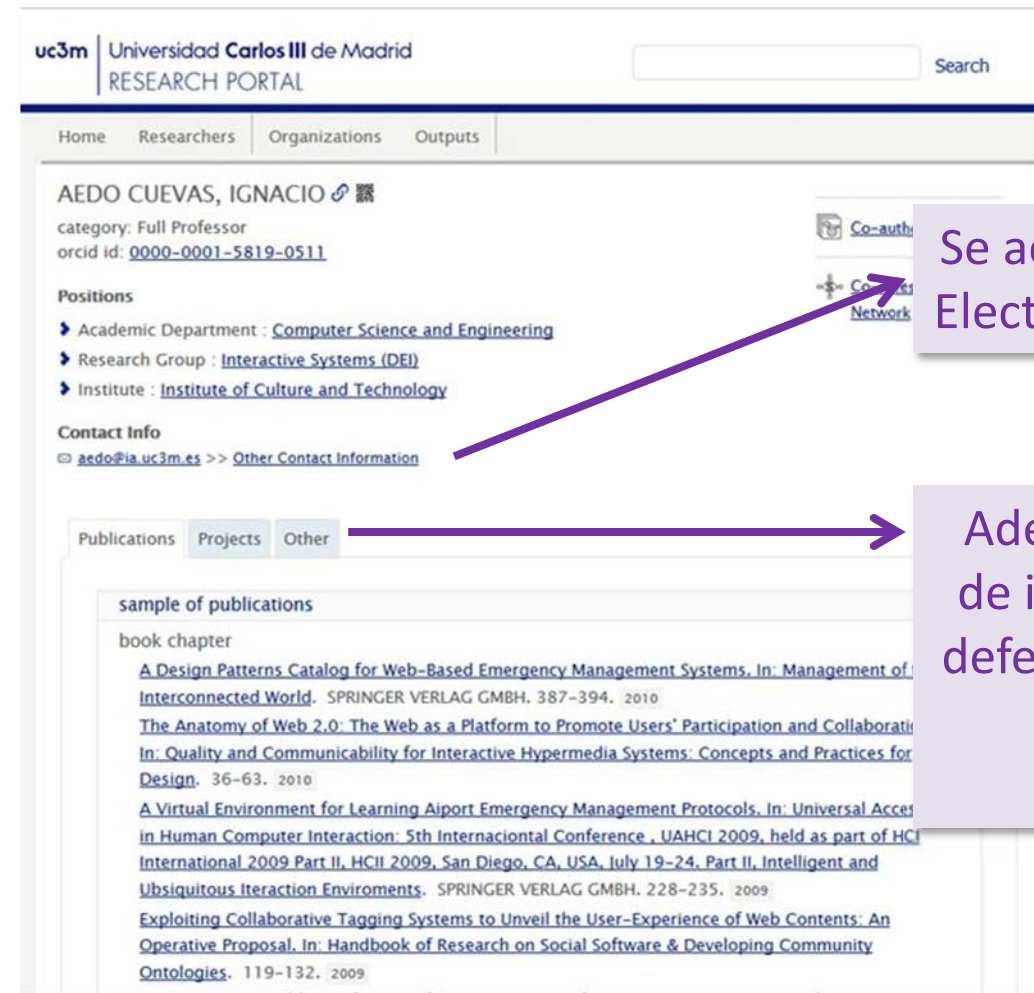 uc3m Universidad Carlos III de Madrid
RESEARCH PORTAL
Search
Home Researchers Organizations Outputs
AEDO CUEVAS, IGNACIO
category: Full Professor
orcid id: 0000-0001-5819-0511
Positions
Academic Department : Computer Science and Engineering
Research Group : Interactive Systems (DEI)
Institute : Institute of Culture and Technology
Contact Info
aedo@ia.uc3m.es >> Other Contact Information
Network
Se
Elect
Publications Projects Other
Ade
de i
defe
sample of publications
book chapter
A Design Patterns Catalog for Web-Based Emergency Management Systems. In: Management of
Interconnected World. SPRINGER VERLAG GMBH. 387-394. 2010
The Anatomy of Web 2.0: The Web as a Platform to Promote Users' Participation and Collaborati
In: Quality and Communicability for Interactive Hypermedia Systems: Concepts and Practices for
Design. 36-63. 2010
A Virtual Environment for Learning Aiport Emergency Management Protocols. In: Universal Acces
in Human Computer Interaction: 5th Internaciontal Conference , UAHCI 2009, held as part of HCI
International 2009 Part II, HCII 2009, San Diego, CA, USA, July 19-24, Part II, Intelligent and
Ubsiquitous Iteraction Enviroments. SPRINGER VERLAG GMBH. 228-235. 2009
Exploiting Collaborative Tagging Systems to Unveil the User-Experience of Web Contents: An
Operative Proposal. In: Handbook of Research on Social Software & Developing Community
Ontologies. 119-132. 2009